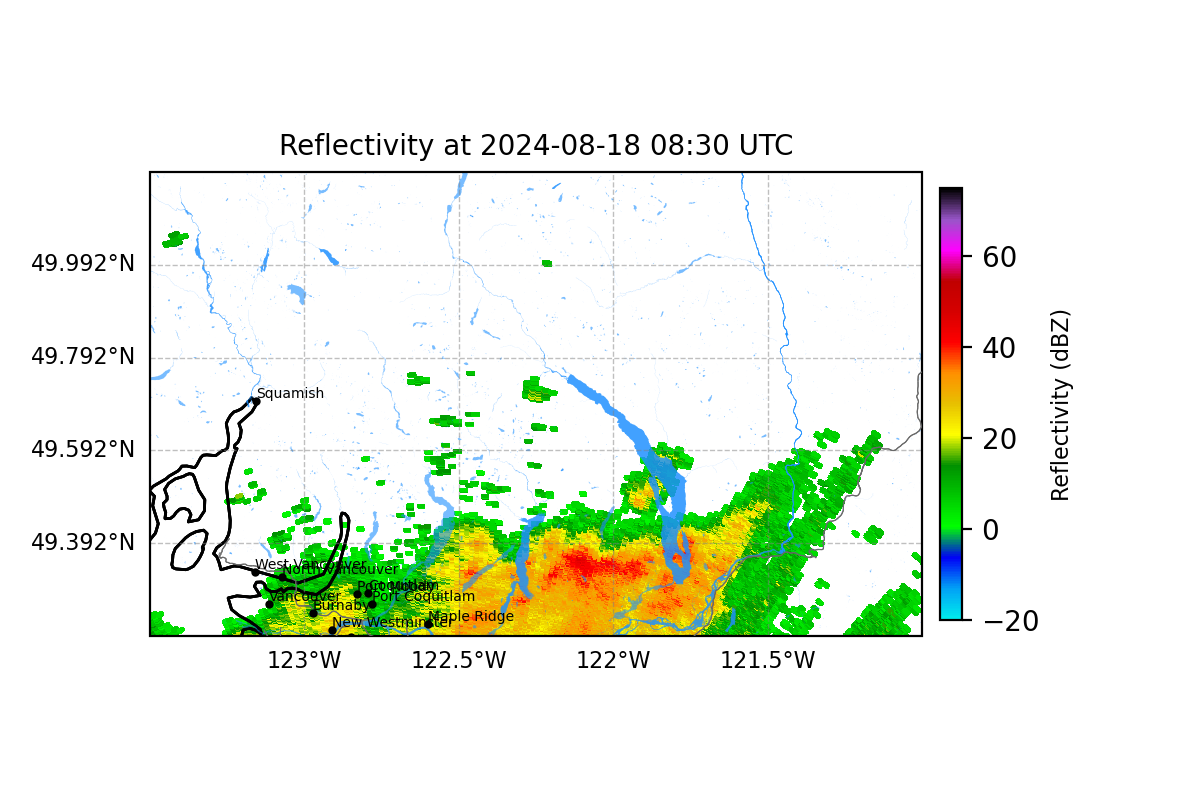 Reflectivity at 2024-08-18 08:30 UTC
49.992°N
49.792°N
49.592°N
49.392°N
123°W
122.5°W
122°W
121.5°W
Squamish
West Vancouver
North Vancouver
Port Moody
Coquitlam
Vancouver
Port Coquitlam
Burnaby
New Westminster
Maple Ridge
60
40
20
0
−20
Reflectivity (dBZ)